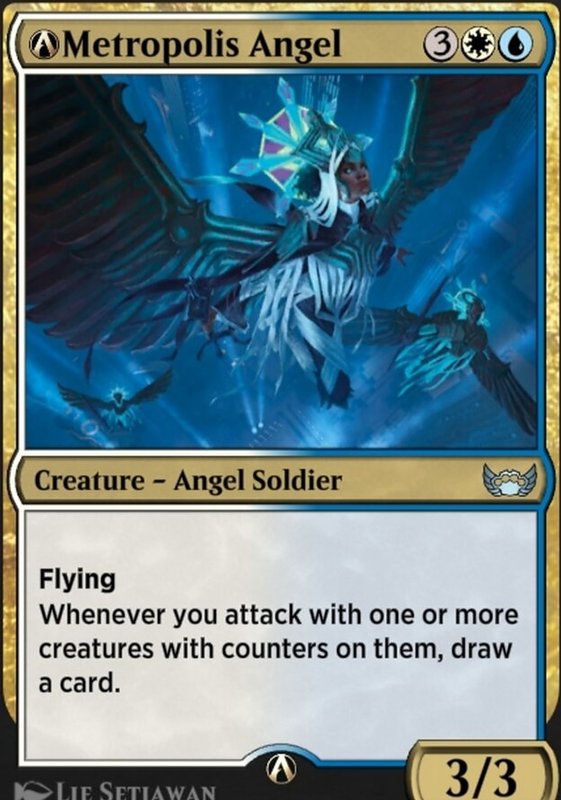 Metropolis Angel 3
Creature – Angel Soldier
Flying
Whenever you attack with one or more
creatures with counters on them, draw
a card.
3/3
Lie Setiawan